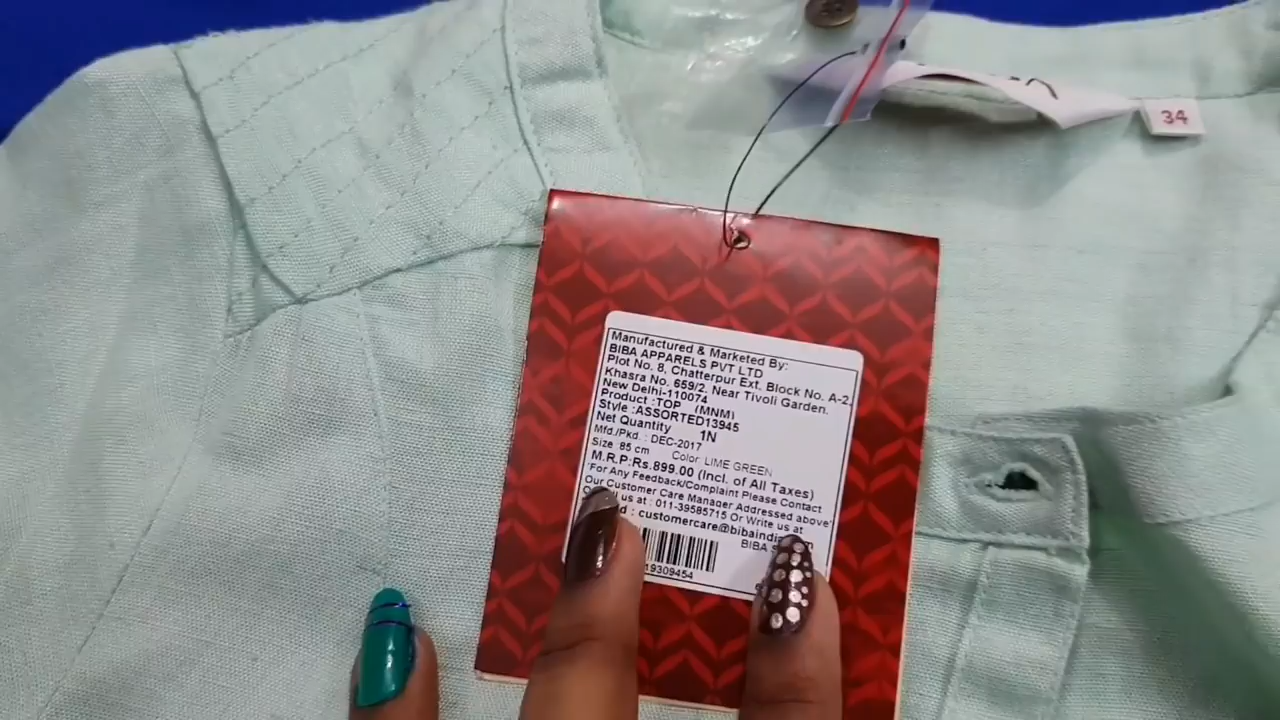 34
Manufactured & Marketed By:
BIBA APPARELS PVT LTD
Plot No. 8, Chatterpur Ext, Block No. A-2,
Khasra No. 659/2, Near Tivoli Garden,
New Delhi-110074
Product :TOP (MNM)
Style :ASSORTED13945
Net Quantity 1N
Mfd./Pkd. : DEC-2017
Size: 85 cm Color: LIME GREEN
M.R.P:Rs.899.00 (Incl. of All Taxes)
'For Any Feedback/Complaint Please Contact
Our Customer Care Manager Addressed above'
us at : 011-39585715 Or Write us at
: customercare@bibaindia
BIBA
19309454